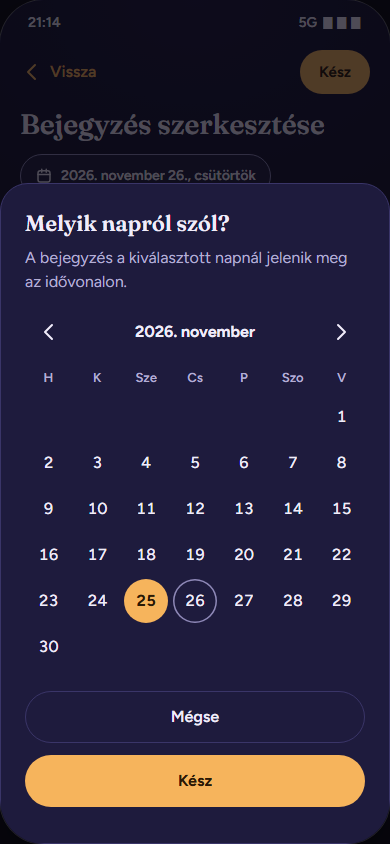 21:14 5G
Vissza Kész
Bejegyzés szerkesztése
2026. november 26., csütörtök
Melyik napról szól?
A bejegyzés a kiválasztott napnál jelenik meg
az idővonalon.
2026. november
H K Sze Cs P Szo V
1
2 3 4 5 6 7 8
9 10 11 12 13 14 15
16 17 18 19 20 21 22
23 24 25 26 27 28 29
30
Mégse
Kész